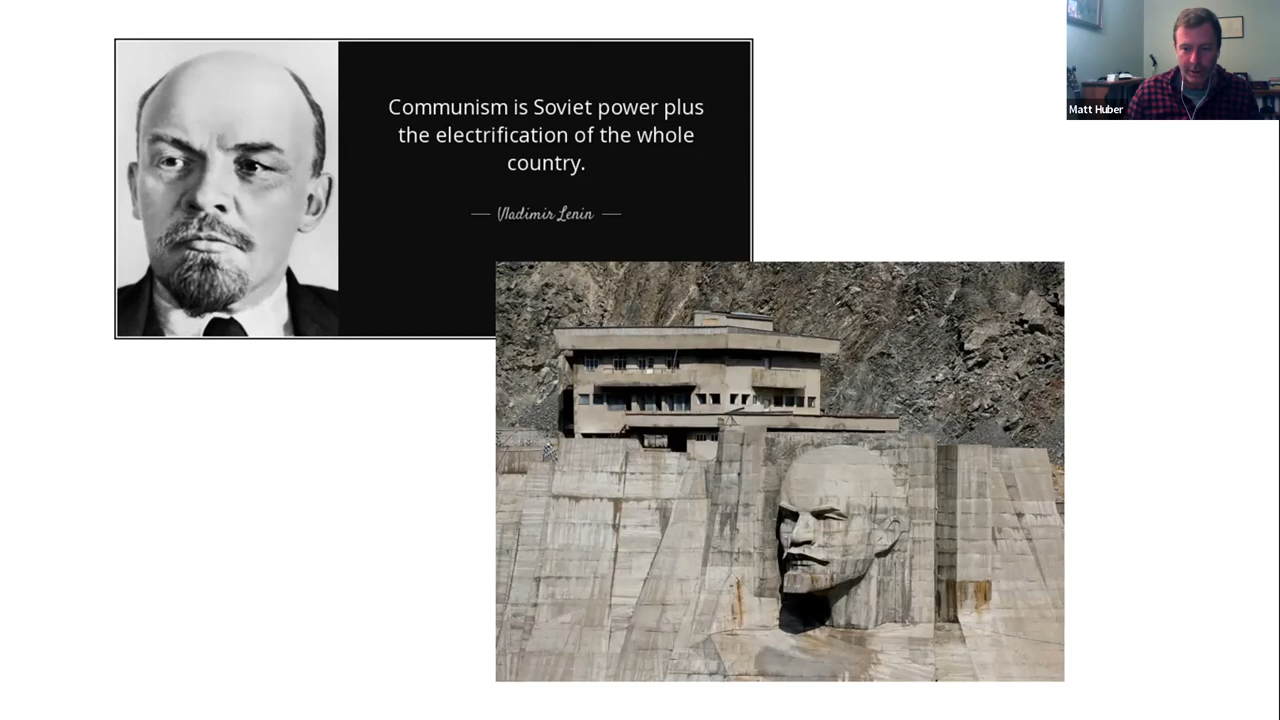 Communism is Soviet power plus
the electrification of the whole
country.
Vladimir Lenin
Matt Huber